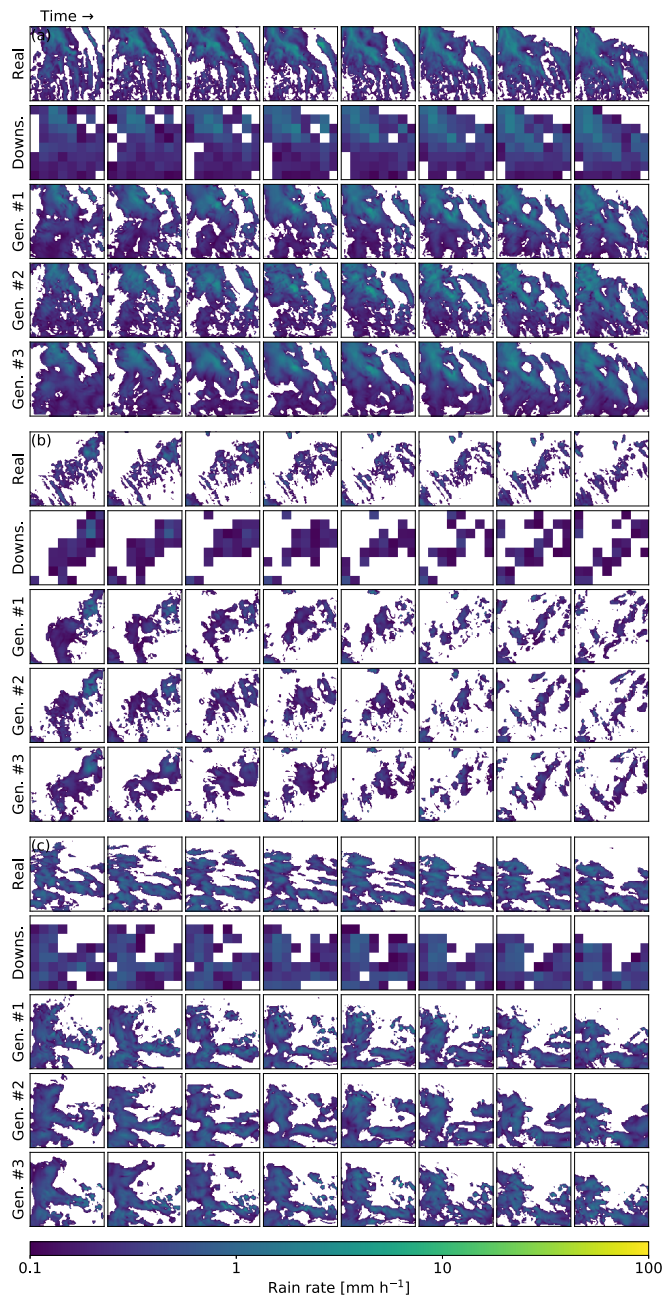 Time →
(a)
Real
Downs.
Gen. #1
Gen. #2
Gen. #3
(b)
Real
Downs.
Gen. #1
Gen. #2
Gen. #3
(c)
Real
Downs.
Gen. #1
Gen. #2
Gen. #3
0.1 1 10 100
Rain rate [mm h⁻¹]